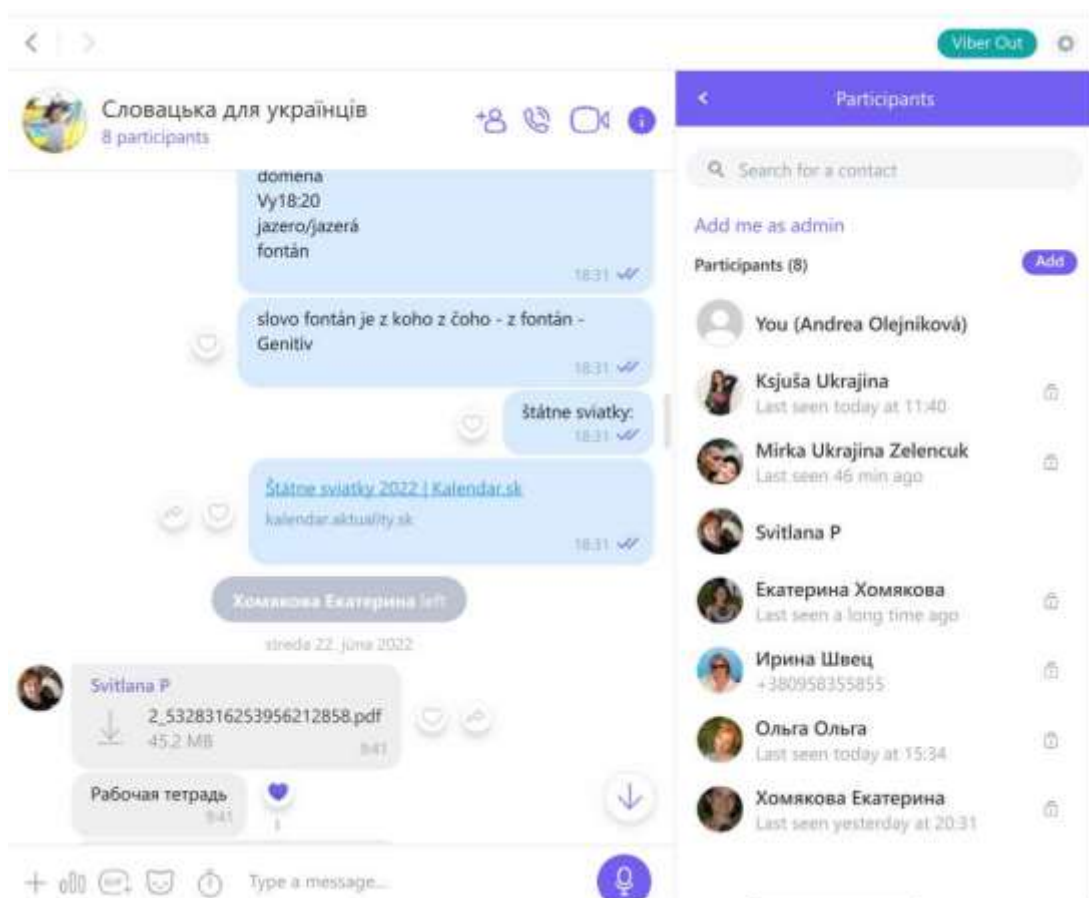 Viber Out
Словацька для українців
8 participants
domena
Vy18:20
jazero/jazerá
fontán
18:31
slovo fontán je z koho z čoho - z fontán -
Genitív
18:31
štátne sviatky:
18:31
Štátne sviatky 2022 | Kalendar.sk
kalendar.aktuality.sk
18:31
Хомякова Екатерина left
streda 22. júna 2022
Svitlana P
2_5328316253956212858.pdf
45.2 MB
9:41
Рабочая тетрадь
9:41
1
Type a message...
Participants
Search for a contact
Add me as admin
Participants (8)
Add
You (Andrea Olejniková)
Ksjuša Ukrajina
Last seen today at 11:40
Mirka Ukrajina Zelencuk
Last seen 46 min ago
Svitlana P
Екатерина Хомякова
Last seen a long time ago
Ирина Швец
+380958355855
Ольга Ольга
Last seen today at 15:34
Хомякова Екатерина
Last seen yesterday at 20:31